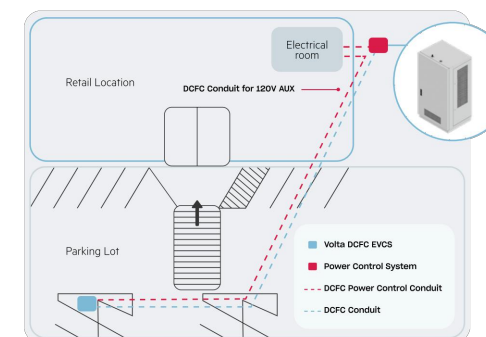 Electrical
room
Retail Location
DCFC Conduit for 120V AUX
Parking Lot
Volta DCFC EVCS
Power Control System
DCFC Power Control Conduit
DCFC Conduit